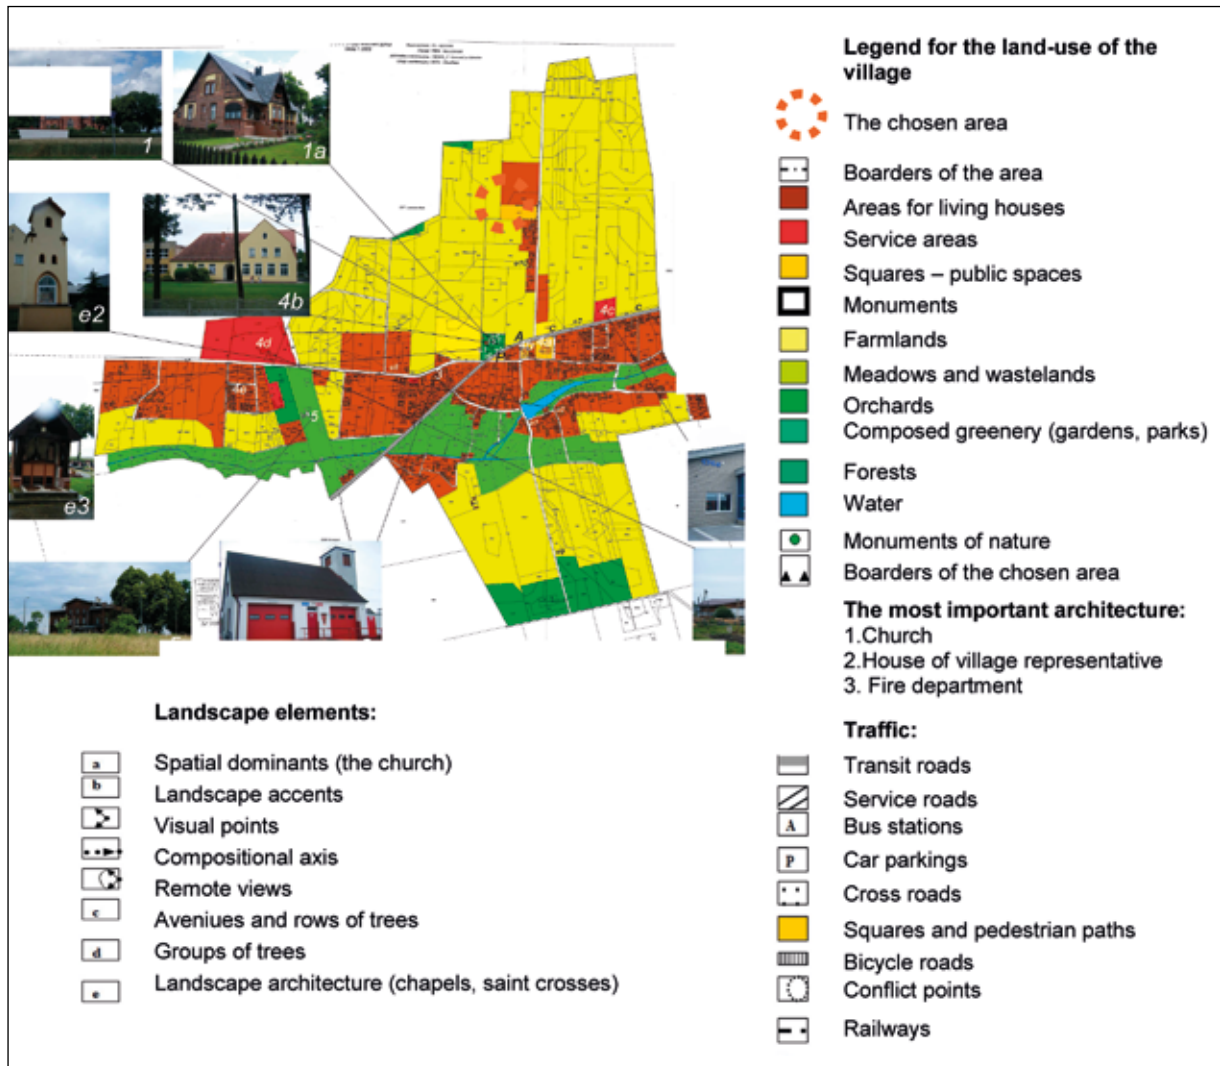 Legend for the land-use of the
village
The chosen area
Boarders of the area
Areas for living houses
Service areas
Squares – public spaces
Monuments
Farmlands
Meadows and wastelands
Orchards
Composed greenery (gardens, parks)
Forests
Water
Monuments of nature
Boarders of the chosen area
The most important architecture:
1.Church
2.House of village representative
3. Fire department
Traffic:
Transit roads
Service roads
A Bus stations
P Car parkings
Cross roads
Squares and pedestrian paths
Bicycle roads
Conflict points
Railways
1
1a
e2
4b
e3
4d
4c
4e
15
A
P
c
c
3
Landscape elements:
a Spatial dominants (the church)
b Landscape accents
Visual points
Compositional axis
Remote views
c Aveniues and rows of trees
d Groups of trees
e Landscape architecture (chapels, saint crosses)